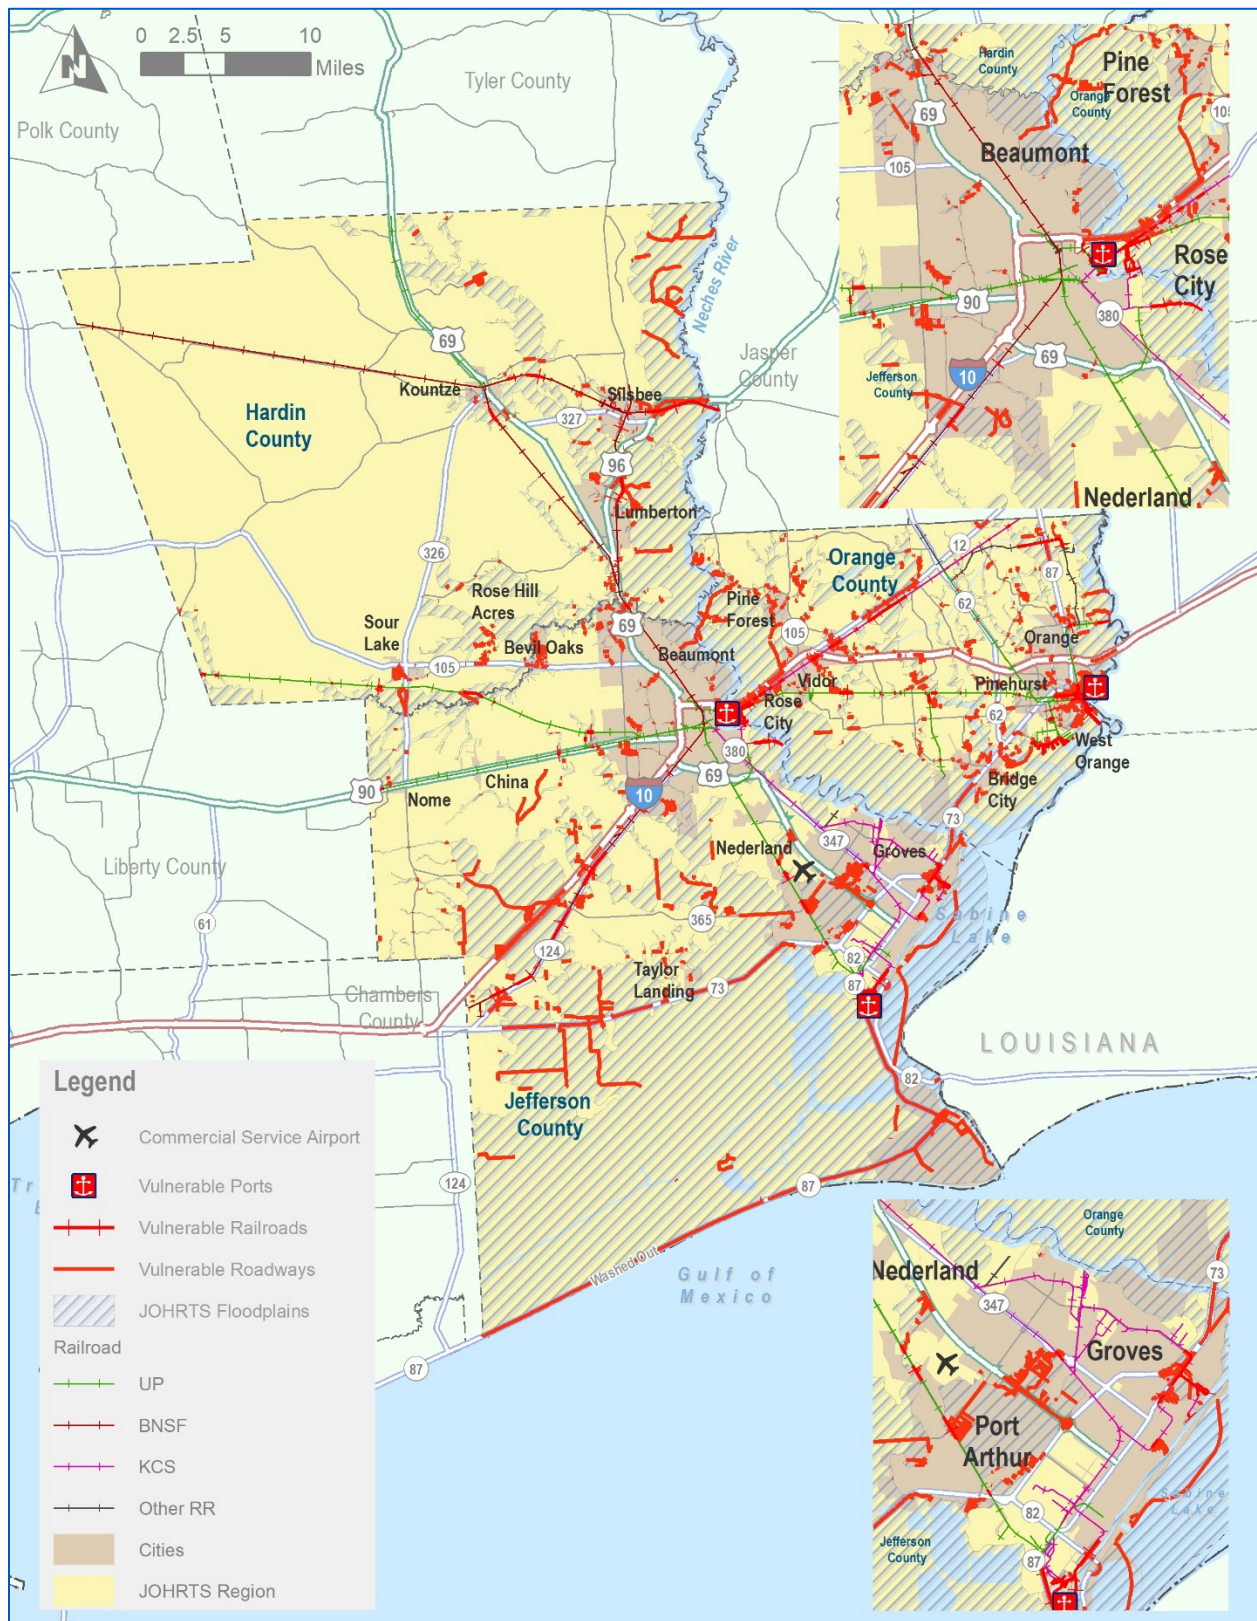 N
0 2.5 5 10
Miles
Polk County
Tyler County
Hardin
County
69
Kountze
Silsbee
327
96
Lumberton
Neches River
Jasper
County
326
Rose Hill
Acres
Sour
Lake
Bevil Oaks
105
69
Beaumont
Pine
Forest
105
Orange
County
12
87
62
Orange
Vidor
Rose
City
Pinehurst
62
West
Orange
Bridge
City
73
380
69
10
90
Nome
China
Liberty County
61
Nederland
347
Groves
Sabine
Lake
365
124
82
87
Taylor
Landing
73
Chambers
County
LOUISIANA
82
Jefferson
County
87
Washed Out
Gulf of
Mexico
124
87
Hardin
County
Pine
Forest
Orange
County
69
105
Beaumont
105
Rose
City
90
380
69
10
Jefferson
County
Nederland
Legend
Commercial Service Airport
Vulnerable Ports
Vulnerable Railroads
Vulnerable Roadways
JOHRTS Floodplains
Railroad
UP
BNSF
KCS
Other RR
Cities
JOHRTS Region
Orange
County
Nederland
73
347
Groves
Port
Arthur
Sabine
Lake
82
Jefferson
County
87